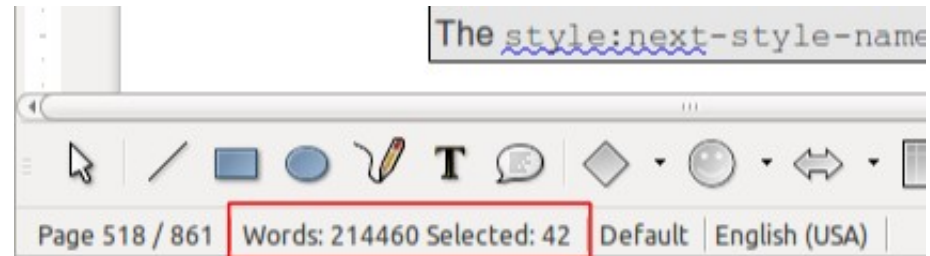 The style:next-style-name
T
Page 518 / 861 Words: 214460 Selected: 42 Default English (USA)